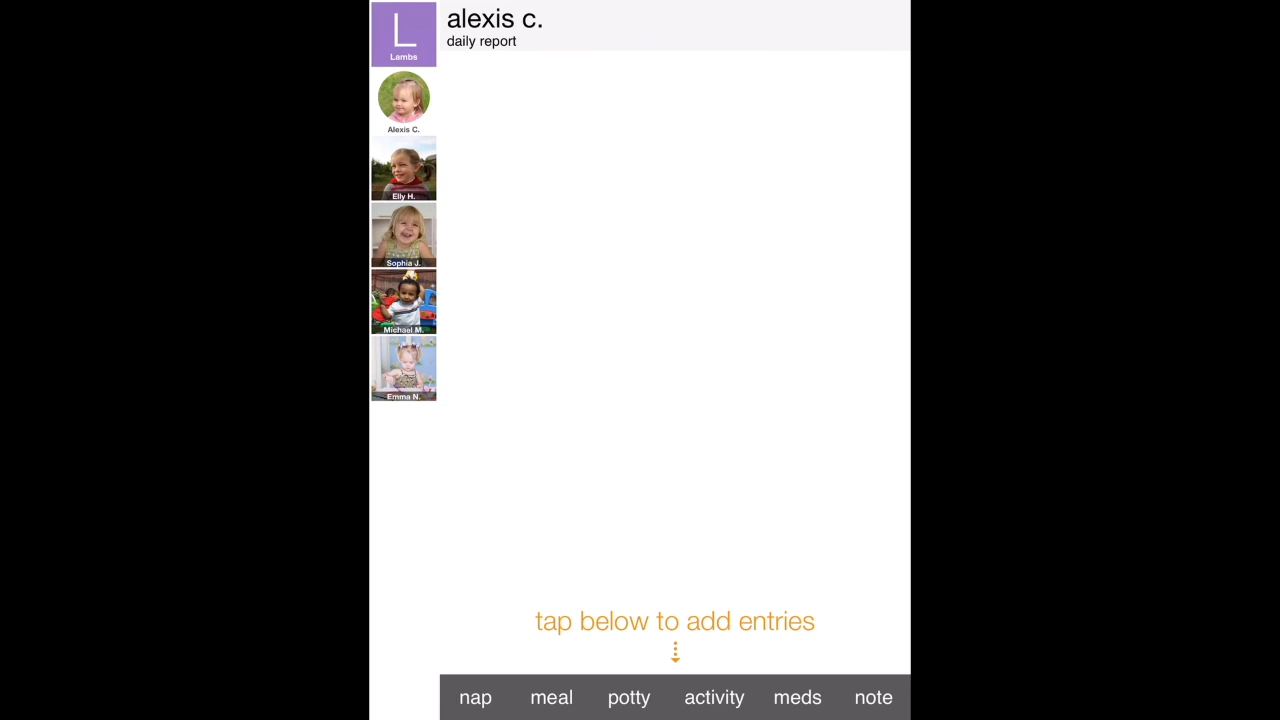 L
Lambs
Alexis C.
Elly H.
Sophia J.
Michael M.
Emma N.
alexis c.
daily report
tap below to add entries
nap meal potty activity meds note